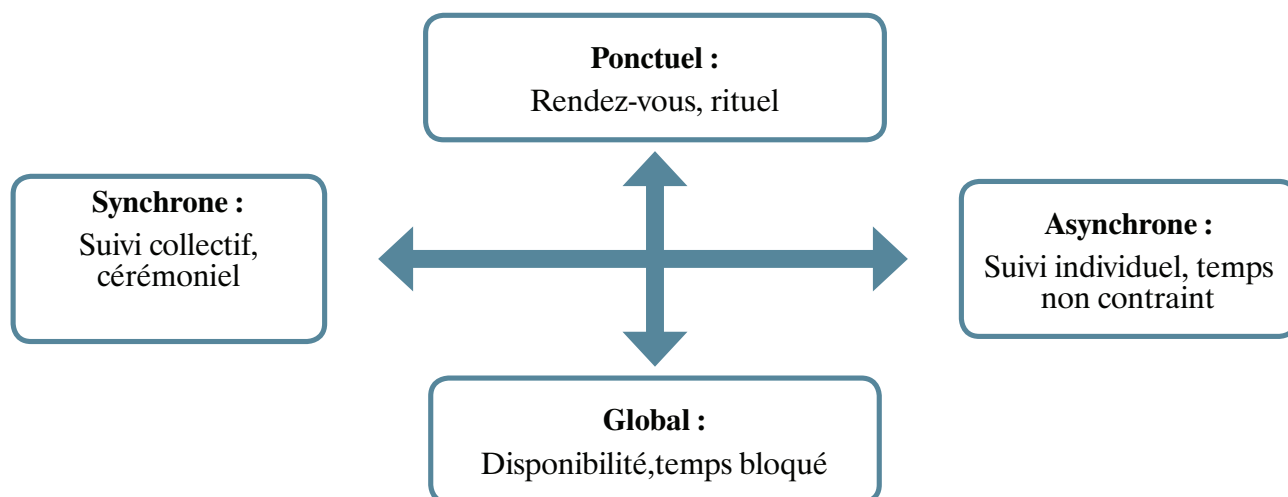 Ponctuel :
Rendez-vous, rituel
Synchrone :
Suivi collectif,
cérémoniel
Asynchrone :
Suivi individuel, temps
non contraint
Global :
Disponibilité,temps bloqué